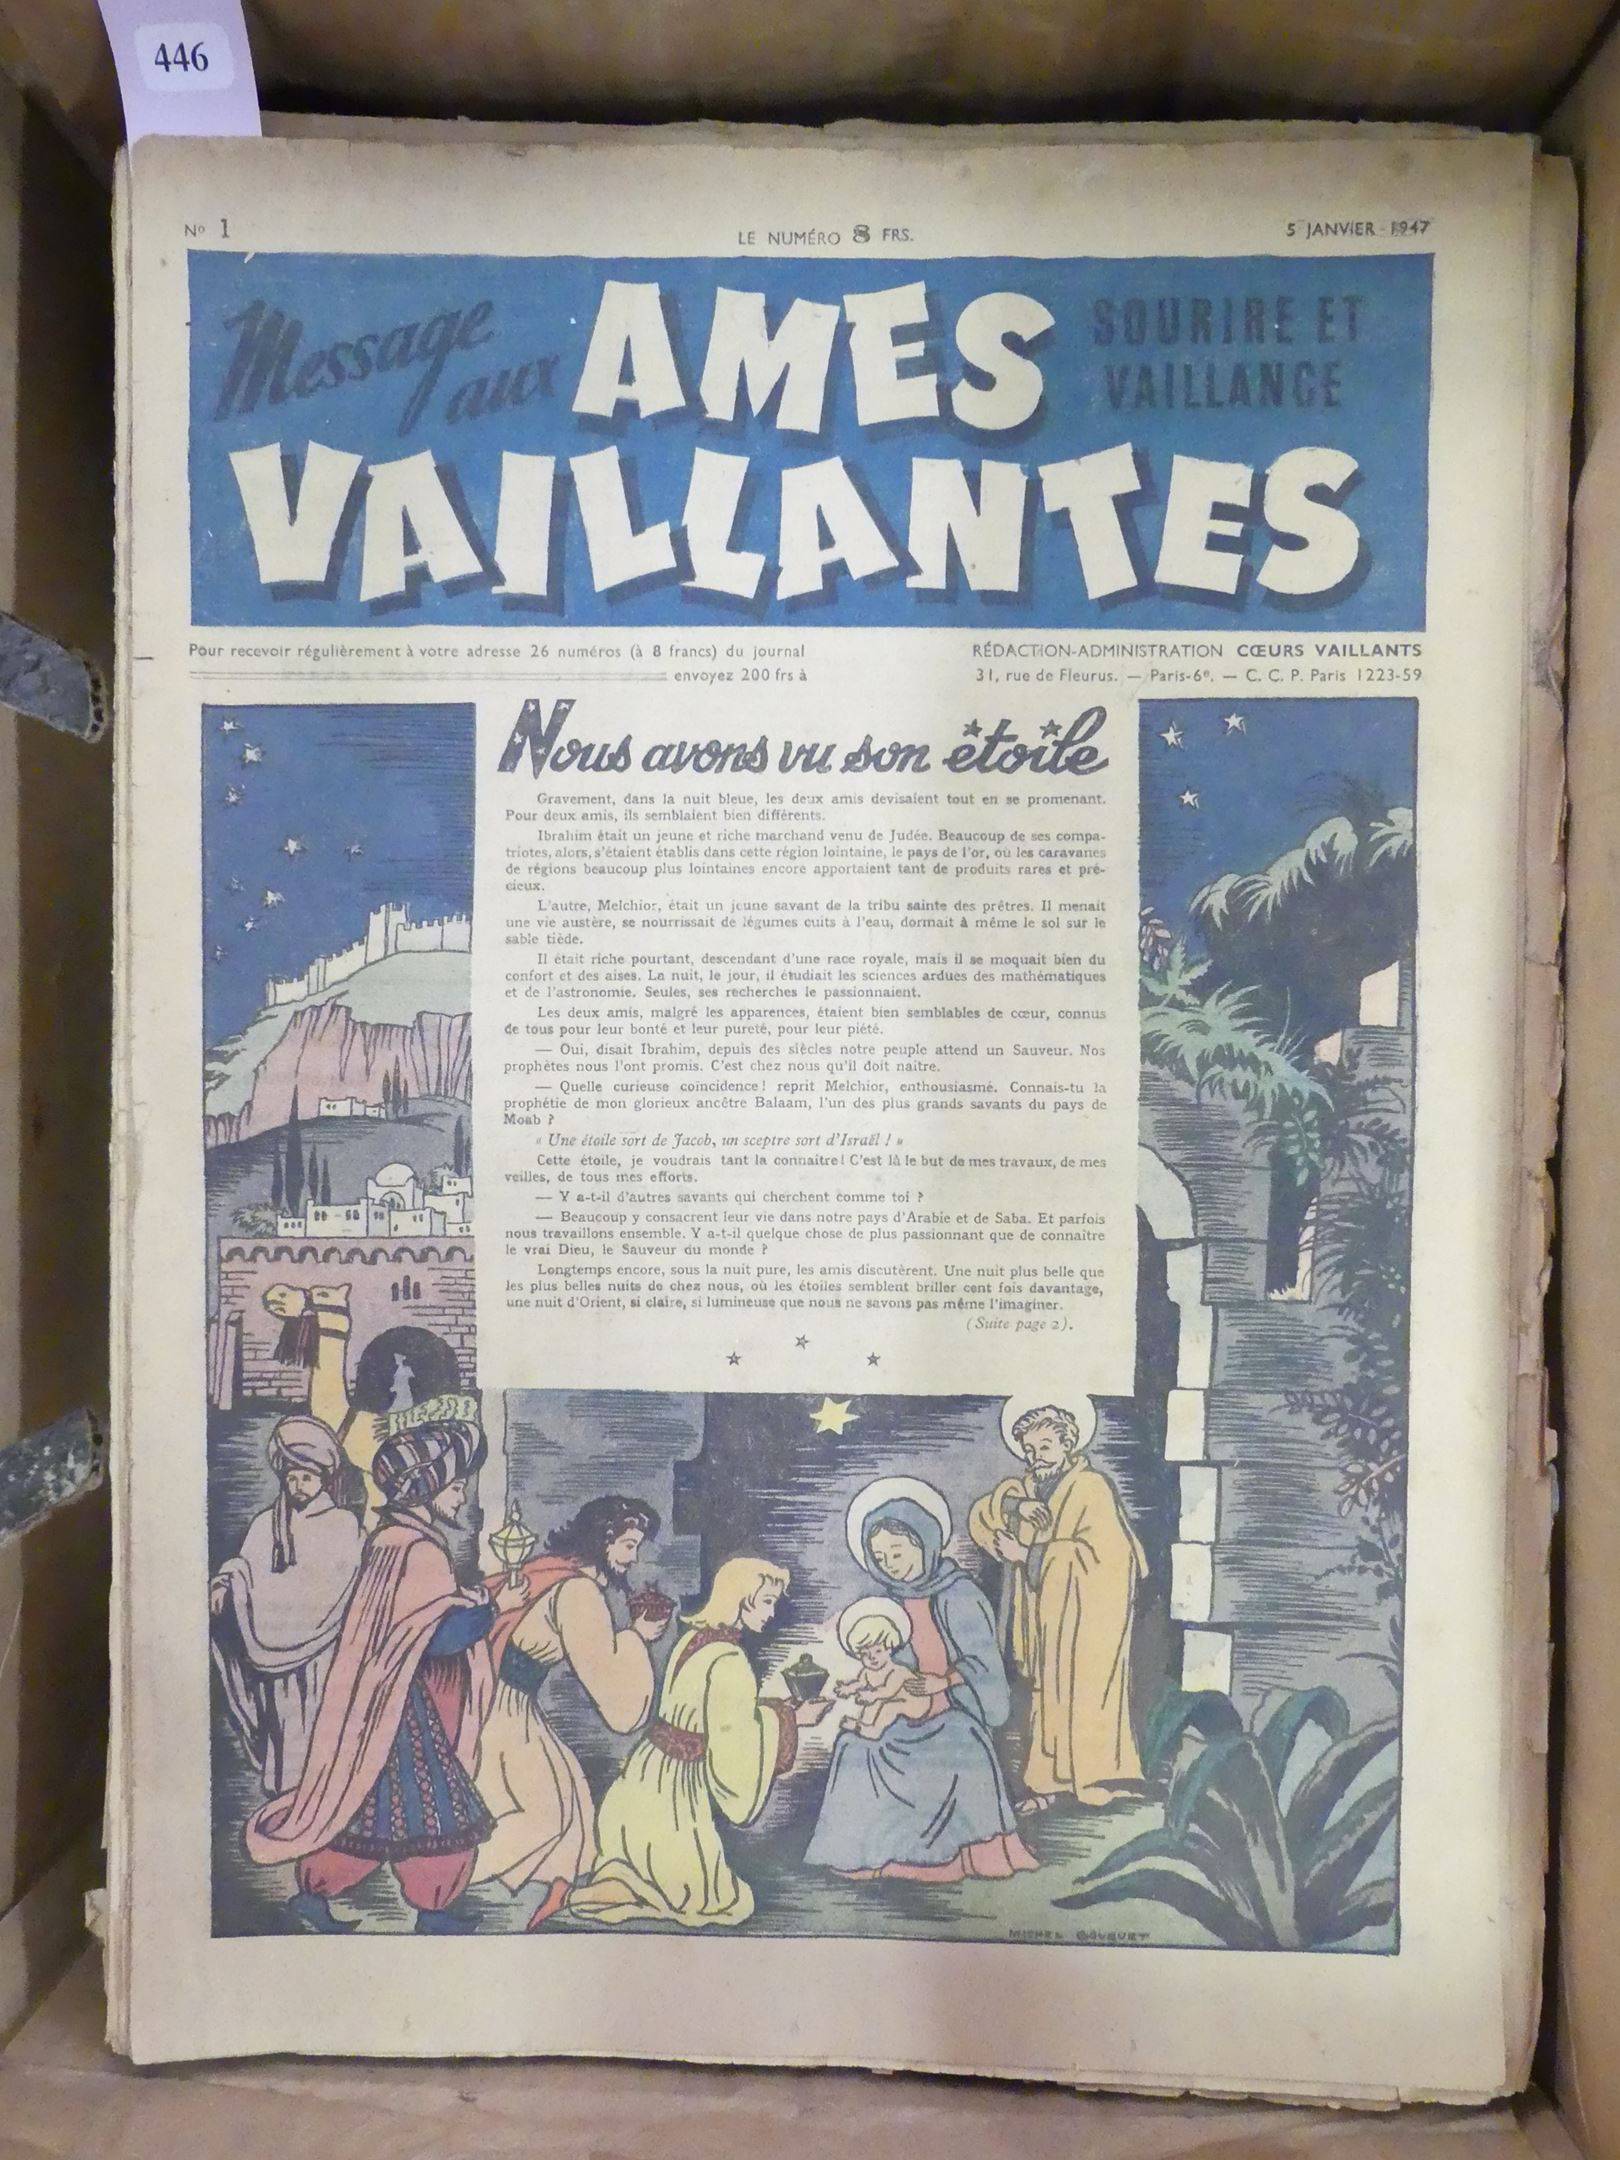 446
Nº 1
LE NUMÉRO 8 FRS.
5 JANVIER 1947
Message
aux
AMES
SOURIRE ET
VAILLANCE
VAILLANTES
Pour recevoir régulièrement à votre adresse 26 numéros (à 8 francs) du journal
envoyez 200 frs à
RÉDACTION-ADMINISTRATION CŒURS VAILLANTS
31, rue de Fleurus. — Paris-6e. — C. C. P. Paris 1223-59
Nous avons vu son étoile
Gravement, dans la nuit bleue, les deux amis devisaient tout en se promenant.
Pour deux amis, ils semblaient bien différents.
Ibrahim était un jeune et riche marchand venu de Judée. Beaucoup de ses compa-
triotes, alors, s'étaient établis dans cette région lointaine, le pays de l'or, où les caravanes
de régions beaucoup plus lointaines encore apportaient tant de produits rares et pré-
cieux.
L'autre, Melchior, était un jeune savant de la tribu sainte des prêtres. Il menait
une vie austère, se nourrissait de légumes cuits à l'eau, dormait à même le sol sur le
sable tiède.
Il était riche pourtant, descendant d'une race royale, mais il se moquait bien du
confort et des aises. La nuit, le jour, il étudiait les sciences ardues des mathématiques
et de l'astronomie. Seules, ses recherches le passionnaient.
Les deux amis, malgré les apparences, étaient bien semblables de cœur, connus
de tous pour leur bonté et leur pureté, pour leur piété.
— Oui, disait Ibrahim, depuis des siècles notre peuple attend un Sauveur. Nos
prophètes nous l'ont promis. C'est chez nous qu'il doit naître.
— Quelle curieuse coïncidence! reprit Melchior, enthousiasmé. Connais-tu la
prophétie de mon glorieux ancêtre Balaam, l'un des plus grands savants du pays de
Moab ?
« Une étoile sort de Jacob, un sceptre sort d'Israël ! »
Cette étoile, je voudrais tant la connaître! C'est là le but de mes travaux, de mes
veilles, de tous mes efforts.
— Y a-t-il d'autres savants qui cherchent comme toi ?
— Beaucoup y consacrent leur vie dans notre pays d'Arabie et de Saba. Et parfois
nous travaillons ensemble. Y a-t-il quelque chose de plus passionnant que de connaître
le vrai Dieu, le Sauveur du monde ?
Longtemps encore, sous la nuit pure, les amis discutèrent. Une nuit plus belle que
les plus belles nuits de chez nous, où les étoiles semblent briller cent fois davantage,
une nuit d'Orient, si claire, si lumineuse que nous ne savons pas même l'imaginer.
(Suite page 2).
MICHEL BOUQUET